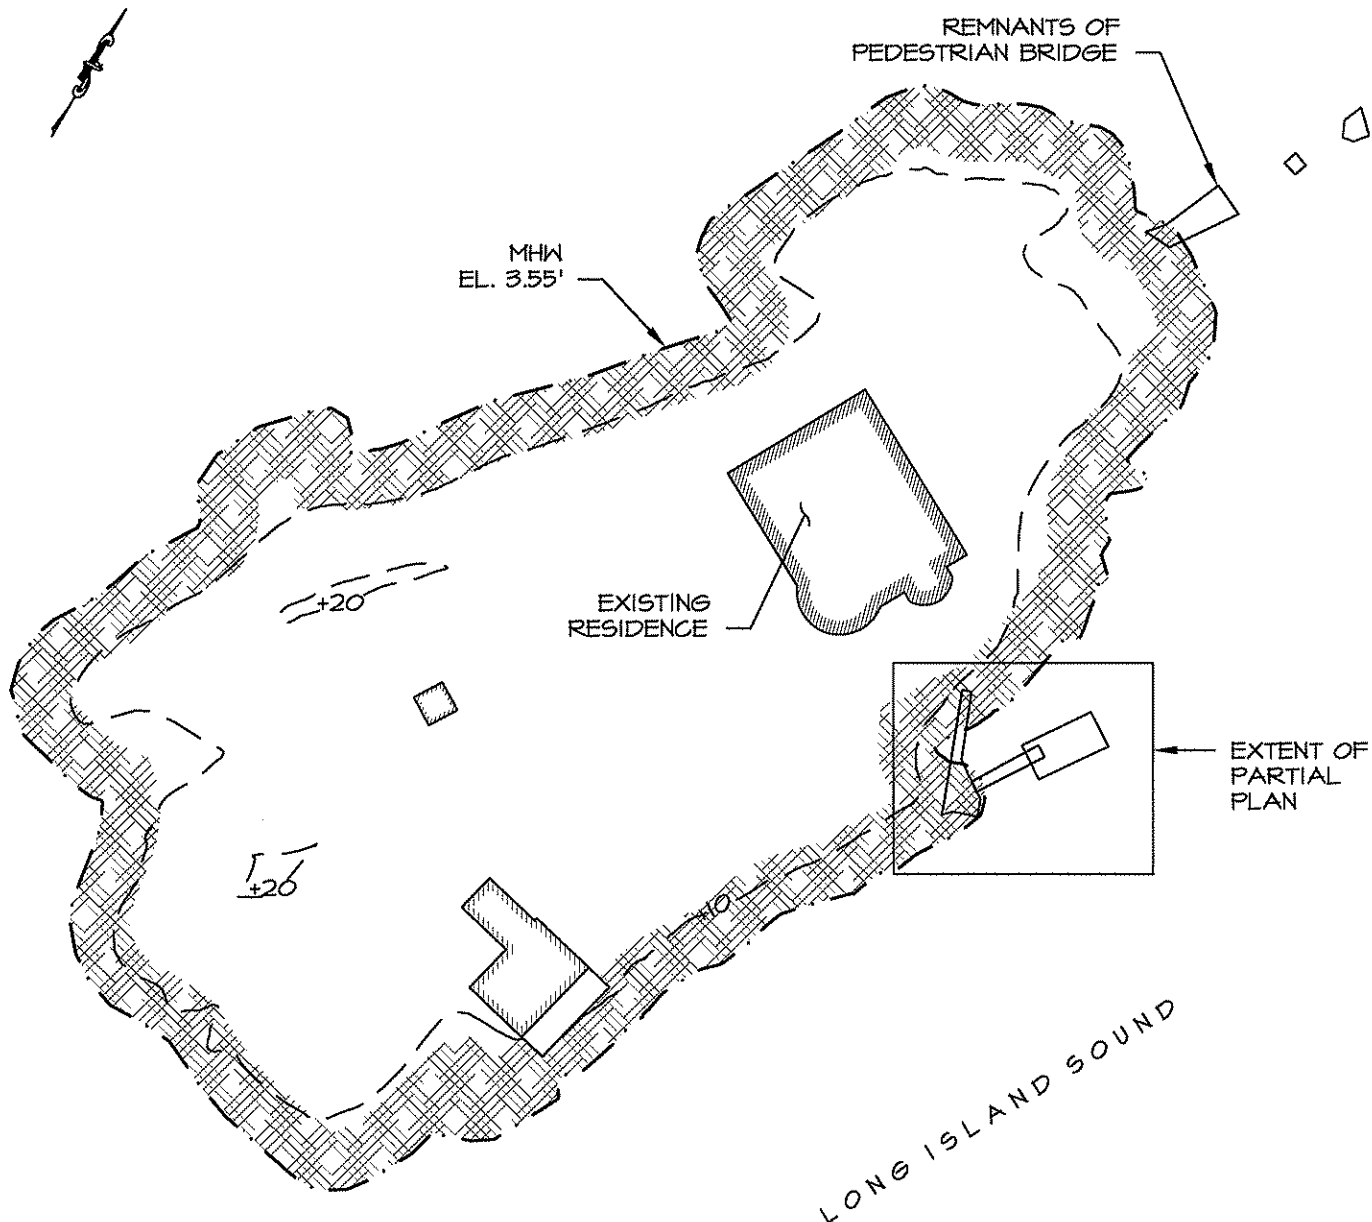 REMNANTS OF
PEDESTRIAN BRIDGE
MHW
EL. 3.55'
EXISTING
RESIDENCE
+20
EXTENT OF
PARTIAL
PLAN
+20
+10
LONG ISLAND SOUND